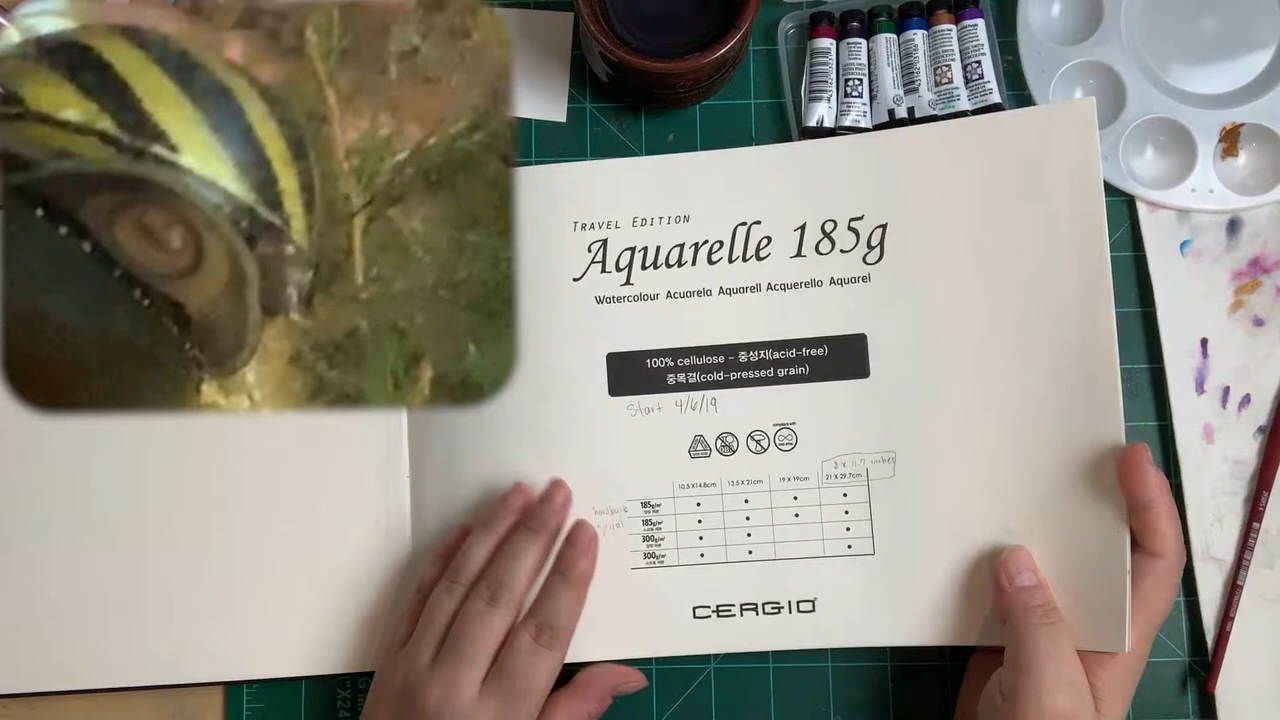 TRAVEL EDITION
Aquarelle 185g
Watercolour Acuarela Aquarell Acquerello Aquarel
100% cellulose - 중성지(acid-free)
중목결(cold-pressed grain)
Start 4/6/19
8 x 11.7 inches
10.5 X14.8cm 13.5 X 21cm 19 X 19cm 21 X 29.7cm
185g/m²
185g/m²
300g/m²
300g/m²
CERGIO